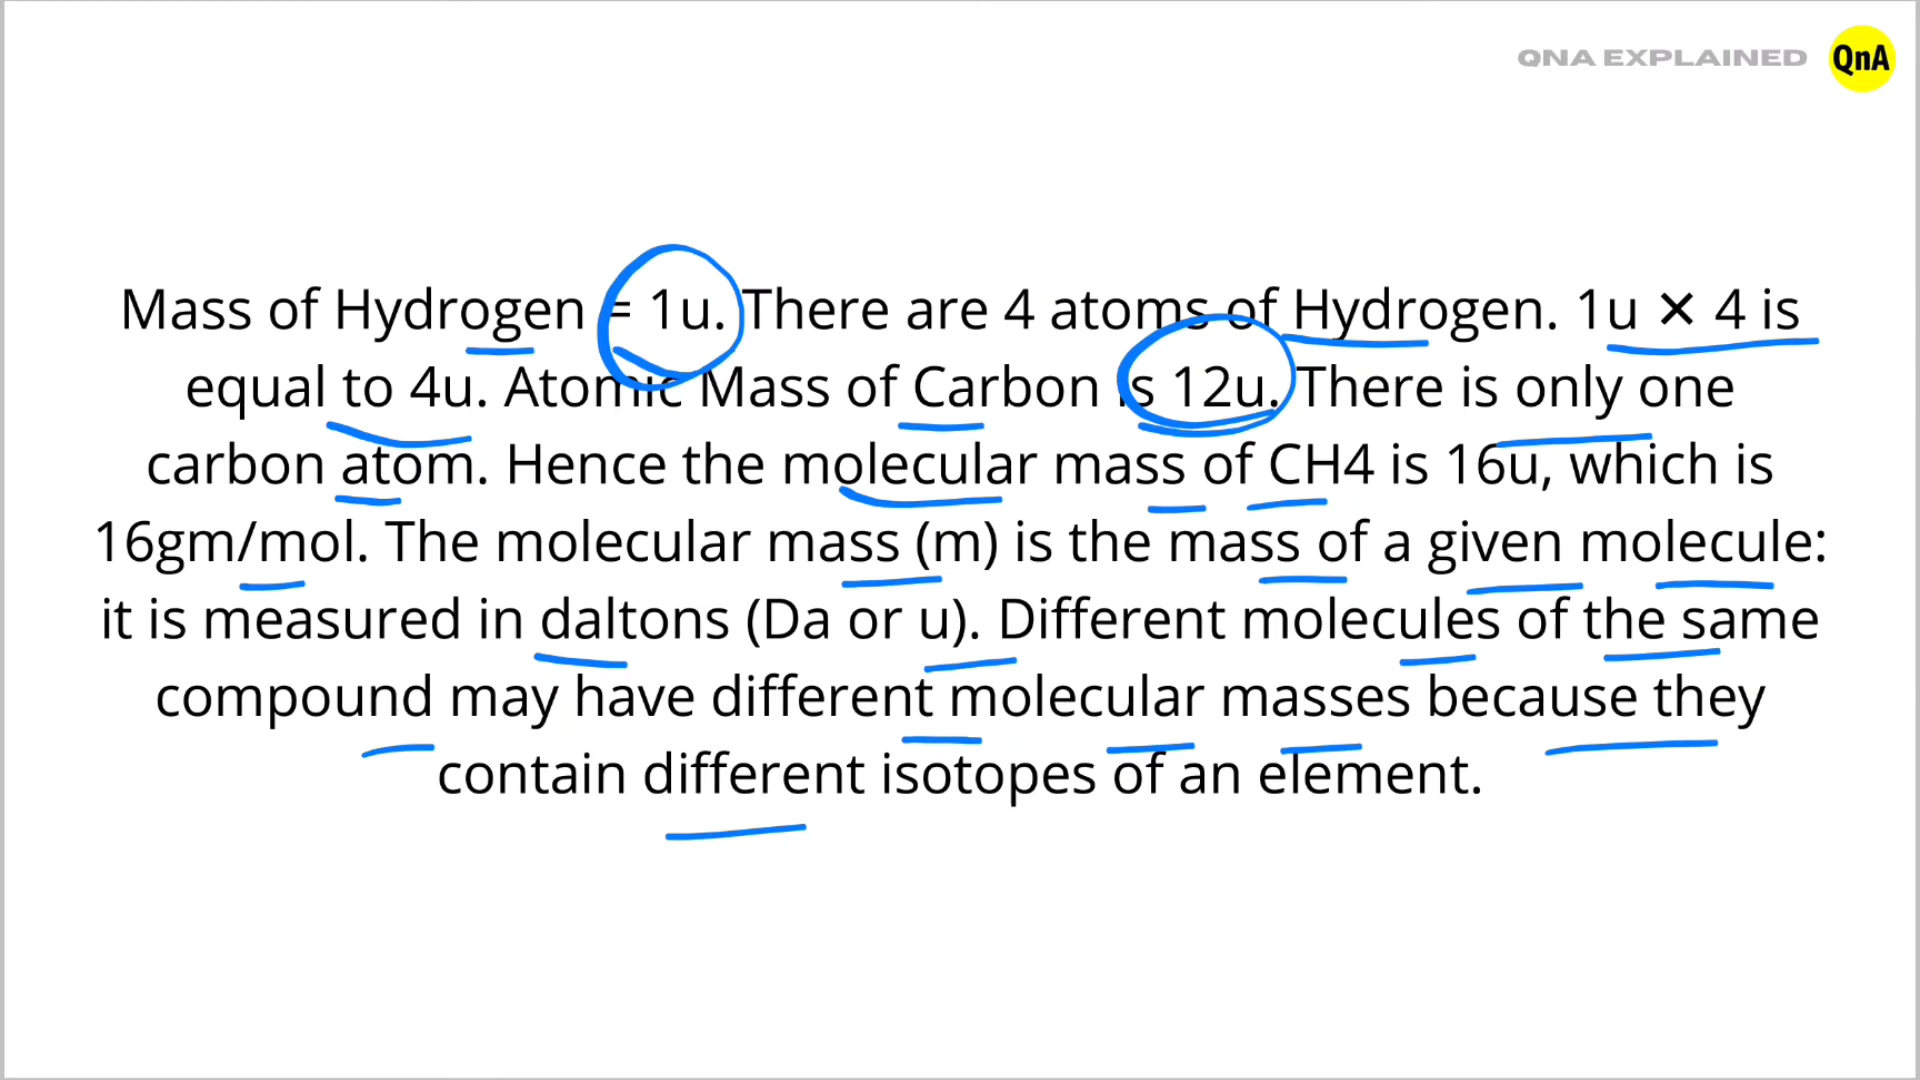 QNA EXPLAINED QnA
Mass of Hydrogen = 1u. There are 4 atoms of Hydrogen. 1u ✕ 4 is
equal to 4u. Atomic Mass of Carbon is 12u. There is only one
carbon atom. Hence the molecular mass of CH4 is 16u, which is
16gm/mol. The molecular mass (m) is the mass of a given molecule:
it is measured in daltons (Da or u). Different molecules of the same
compound may have different molecular masses because they
contain different isotopes of an element.